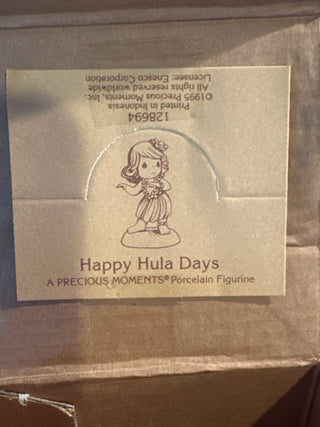 128694
Printed in Indonesia
©1995 Precious Moments, Inc.
All rights reserved worldwide
Licensee: Enesco Corporation
Happy Hula Days
A PRECIOUS MOMENTS® Porcelain Figurine